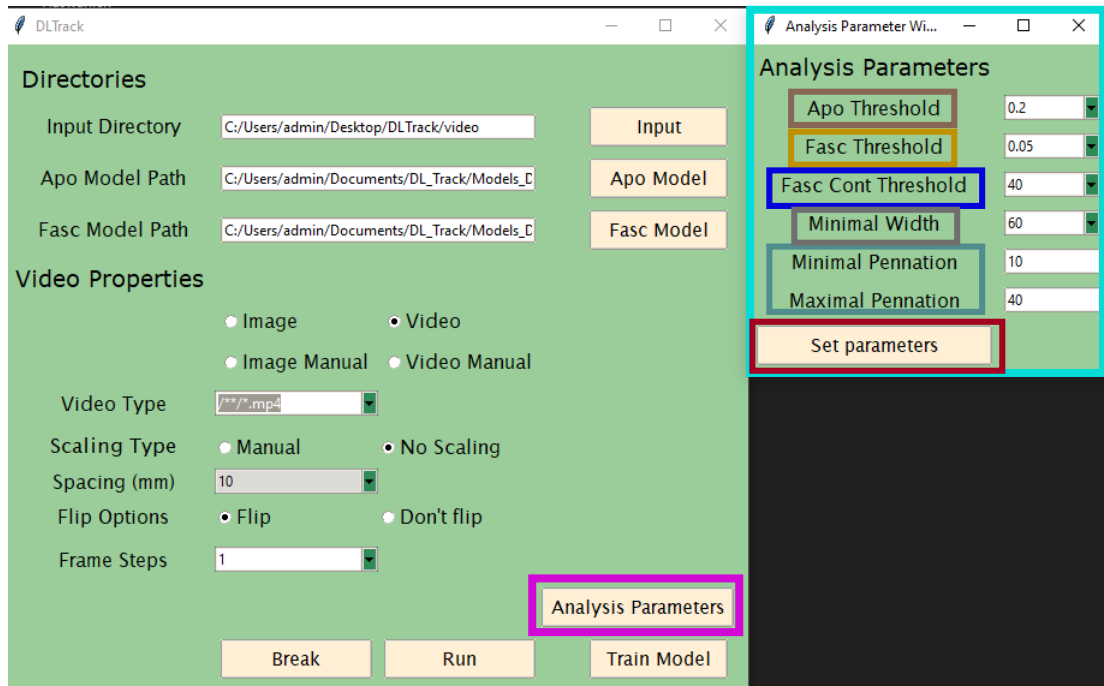 DLTrack
Directories
Input Directory C:/Users/admin/Desktop/DLTrack/video Input
Apo Model Path C:/Users/admin/Documents/DL_Track/Models_D Apo Model
Fasc Model Path C:/Users/admin/Documents/DL_Track/Models_D Fasc Model
Video Properties
Image Video
Image Manual Video Manual
Video Type /**/*.mp4
Scaling Type Manual No Scaling
Spacing (mm) 10
Flip Options Flip Don't flip
Frame Steps 1
Analysis Parameters
Break Run Train Model
Analysis Parameter Wi...
Analysis Parameters
Apo Threshold 0.2
Fasc Threshold 0.05
Fasc Cont Threshold 40
Minimal Width 60
Minimal Pennation 10
Maximal Pennation 40
Set parameters